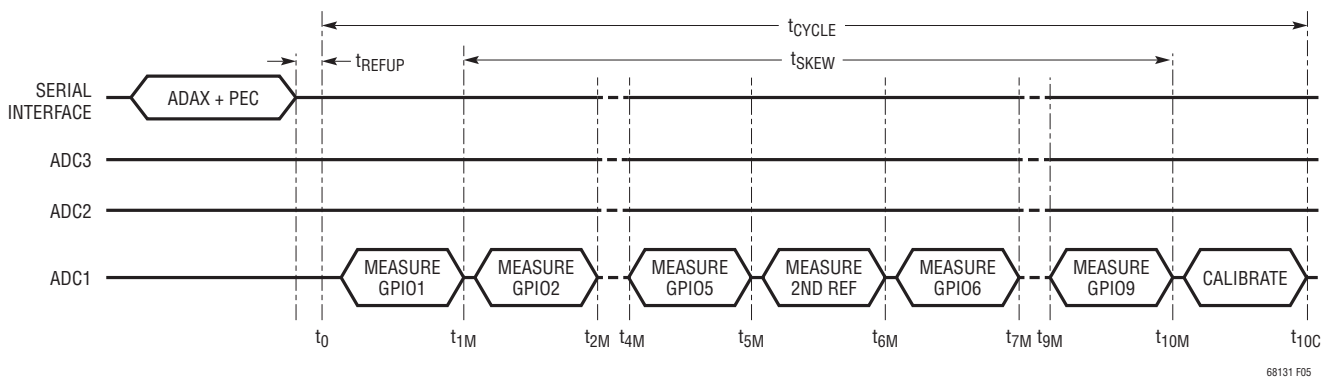 tCYCLE
tREFUP
tSKEW
SERIAL
INTERFACE
ADAX + PEC
ADC3
ADC2
ADC1
MEASURE
GPIO1
MEASURE
GPIO2
MEASURE
GPIO5
MEASURE
2ND REF
MEASURE
GPIO6
MEASURE
GPIO9
CALIBRATE
t0
t1M
t2M
t4M
t5M
t6M
t7M
t9M
t10M
t10C
68131 F05